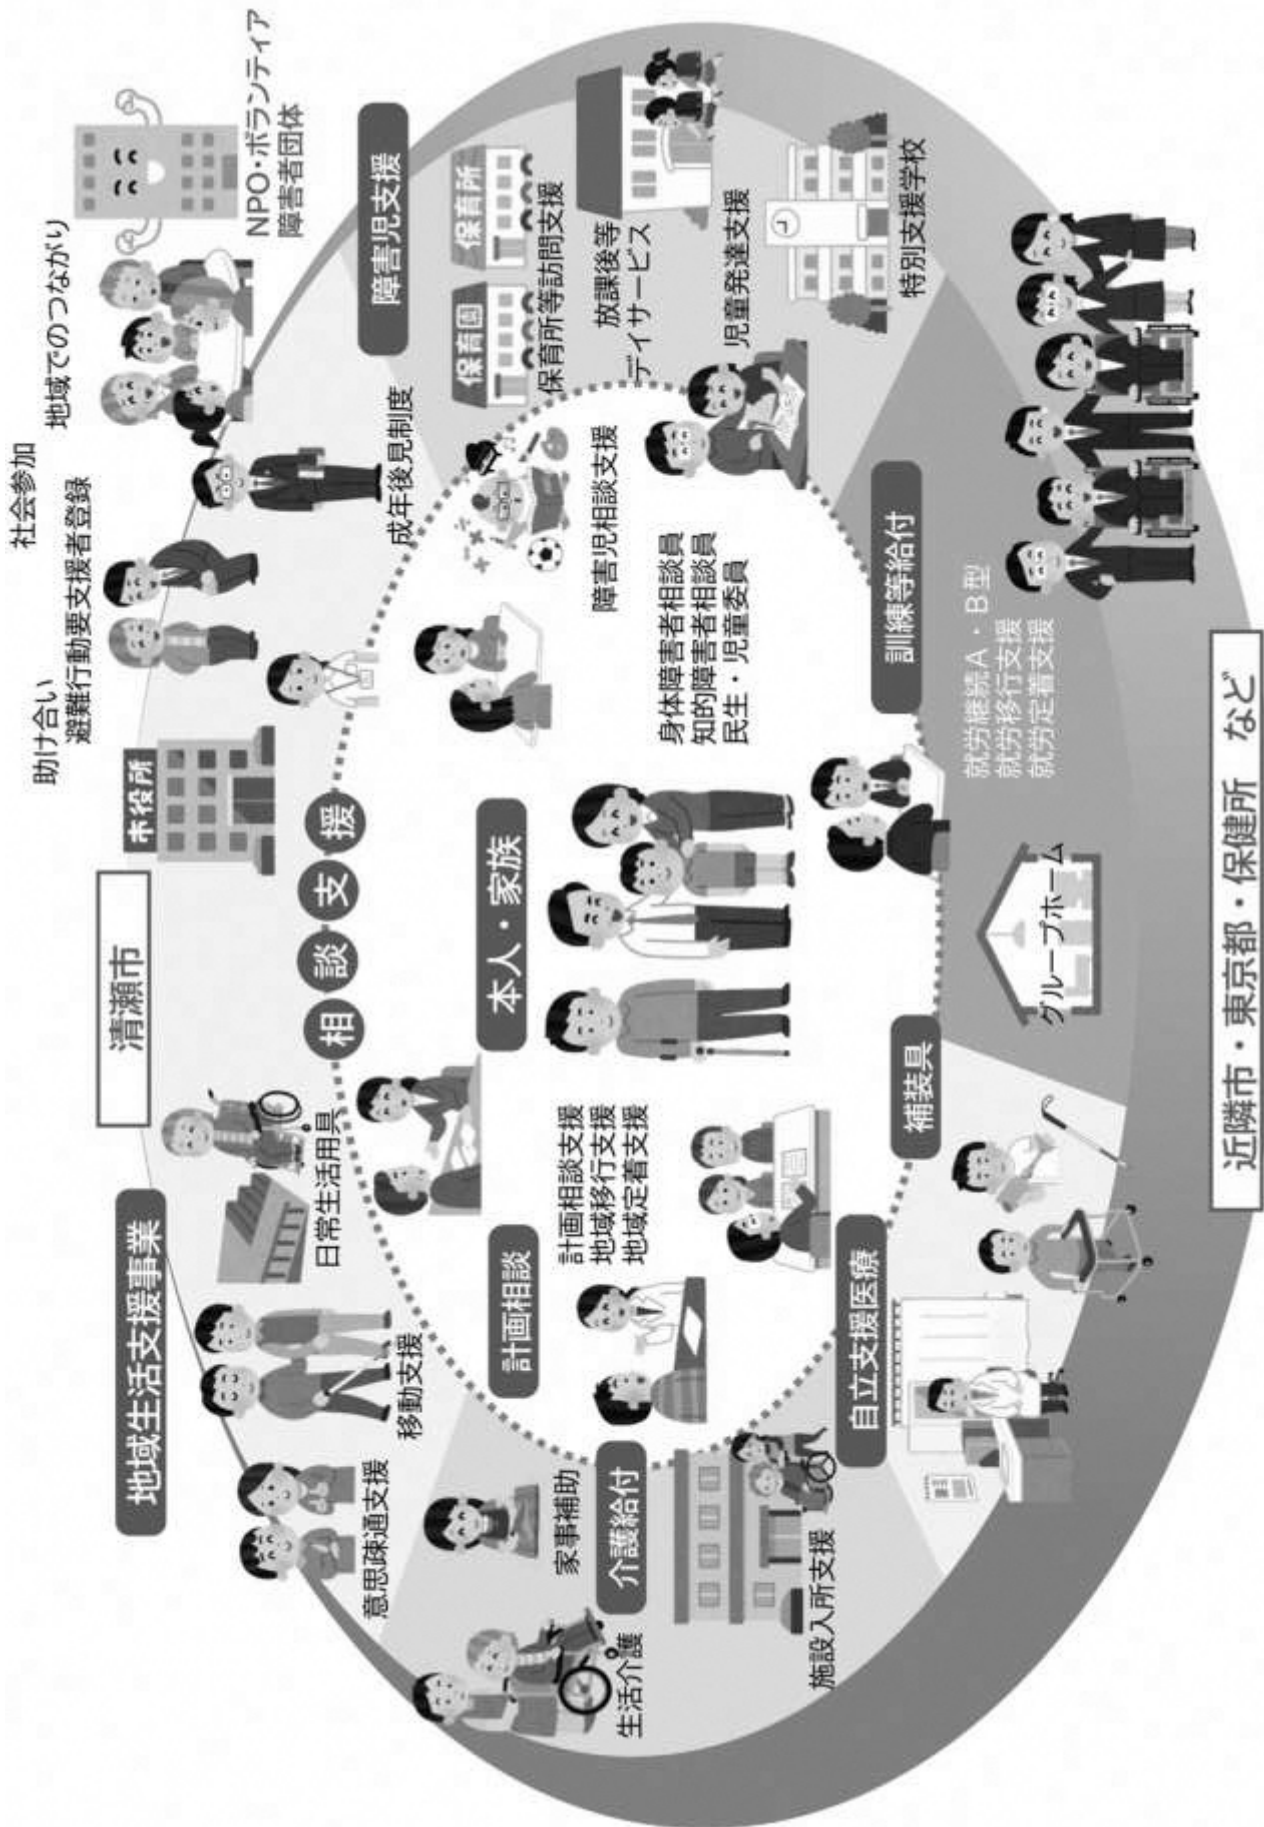 清瀬市
助け合い
社会参加
避難行動要支援者登録
地域でのつながり
NPO・ボランティア
障害者団体
市役所
地域生活支援事業
意思疎通支援
移動支援
日常生活用具
相談支援
成年後見制度
障害児支援
保育園
保育所
保育所等訪問支援
放課後等
デイサービス
児童発達支援
特別支援学校
計画相談
計画相談支援
地域移行支援
地域定着支援
本人・家族
障害児相談支援
身体障害者相談員
知的障害者相談員
民生・児童委員
家事補助
介護給付
生活介護
施設入所支援
自立支援医療
補装具
グループホーム
訓練等給付
就労継続A・B型
就労移行支援
就労定着支援
近隣市・東京都・保健所 など